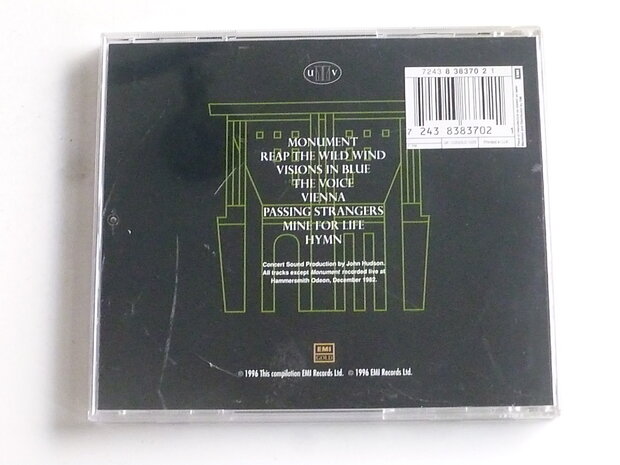 u v
7243 8 38370 2 1
EMI
7 243 8383702 1
MONUMENT
REAP THE WILD WIND
VISIONS IN BLUE
THE VOICE
VIENNA
PASSING STRANGERS
MINE FOR LIFE
HYMN
Concert Sound Production by John Hudson.
All tracks except Monument recorded live at
Hammersmith Odeon, December 1982.
EMI
GOLD
℗ 1996 This compilation EMI Records Ltd. © 1996 EMI Records Ltd.